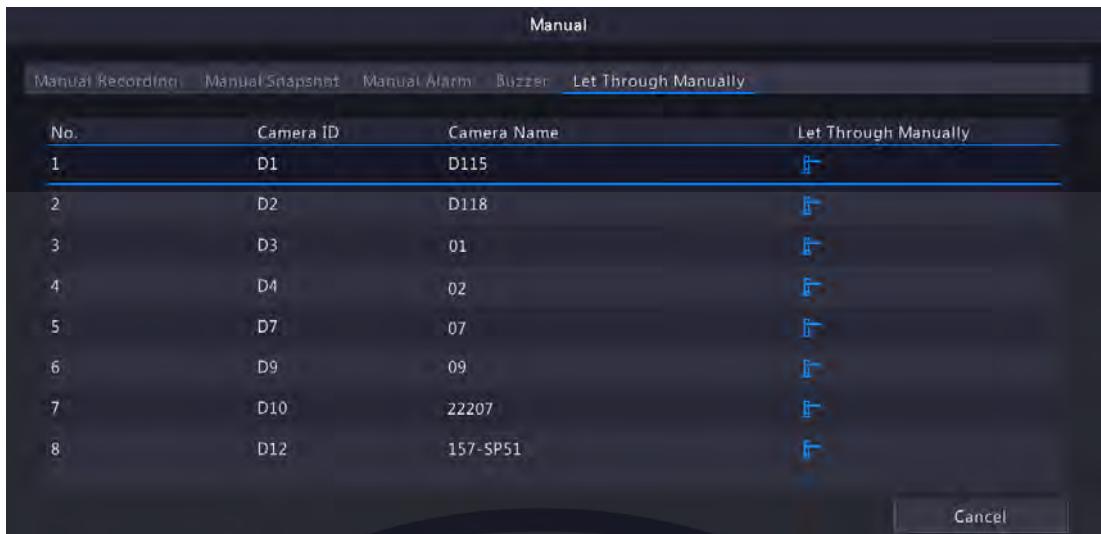 Manual
Manual Recording Manual Snapshot Manual Alarm Buzzer Let Through Manually
No. Camera ID Camera Name Let Through Manually
1 D1 D115
2 D2 D118
3 D3 01
4 D4 02
5 D7 07
6 D9 09
7 D10 22207
8 D12 157-SP51
Cancel